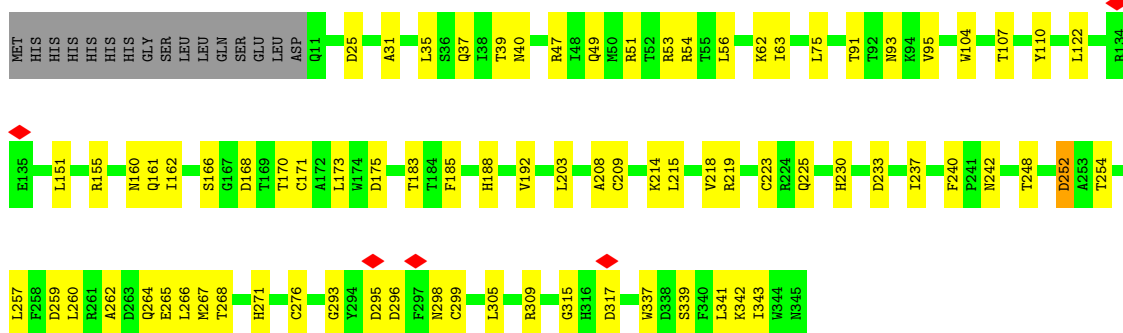 MET HIS HIS HIS HIS HIS HIS GLY SER LEU LEU GLN SER GLU LEU ASP Q11 D25 A31 L35 S36 Q37 I38 T39 N40 R47 I48 Q49 M50 R51 T52 R53 R54 T55 L56 K62 I63 L75 T91 T92 N93 K94 V95 W104 T107 Y110 L122 R134
E135 L151 R155 N160 Q161 I162 S166 G167 D168 T169 T170 C171 A172 L173 W174 D175 T183 T184 F185 H188 V192 L203 A208 C209 K214 L215 V218 R219 C223 R224 Q225 H230 D233 I237 F240 P241 N242 T248 D252 A253 T254
L257 F258 D259 L260 R261 A262 D263 Q264 E265 L266 M267 T268 H271 C276 G293 Y294 D295 D296 F297 N298 C299 L305 R309 G315 H316 D317 W337 D338 S339 F340 L341 K342 I343 W344 N345